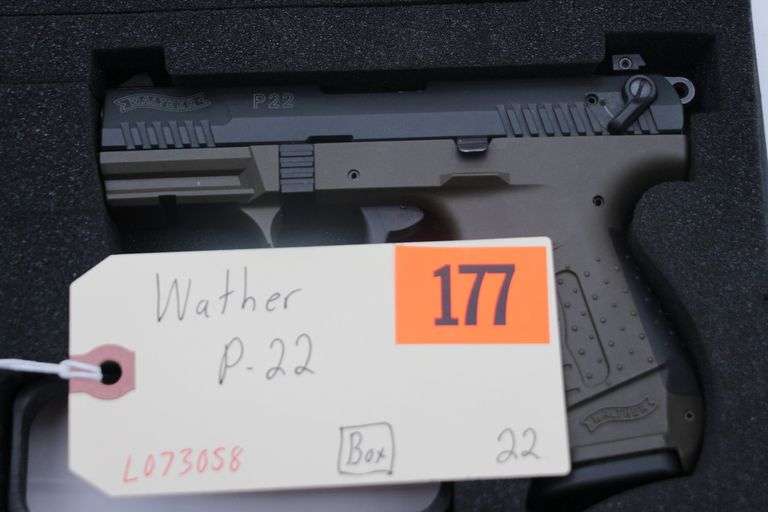 WALTHER
P22
Wather
177
P-22
L073058
Box
22
WALTHER